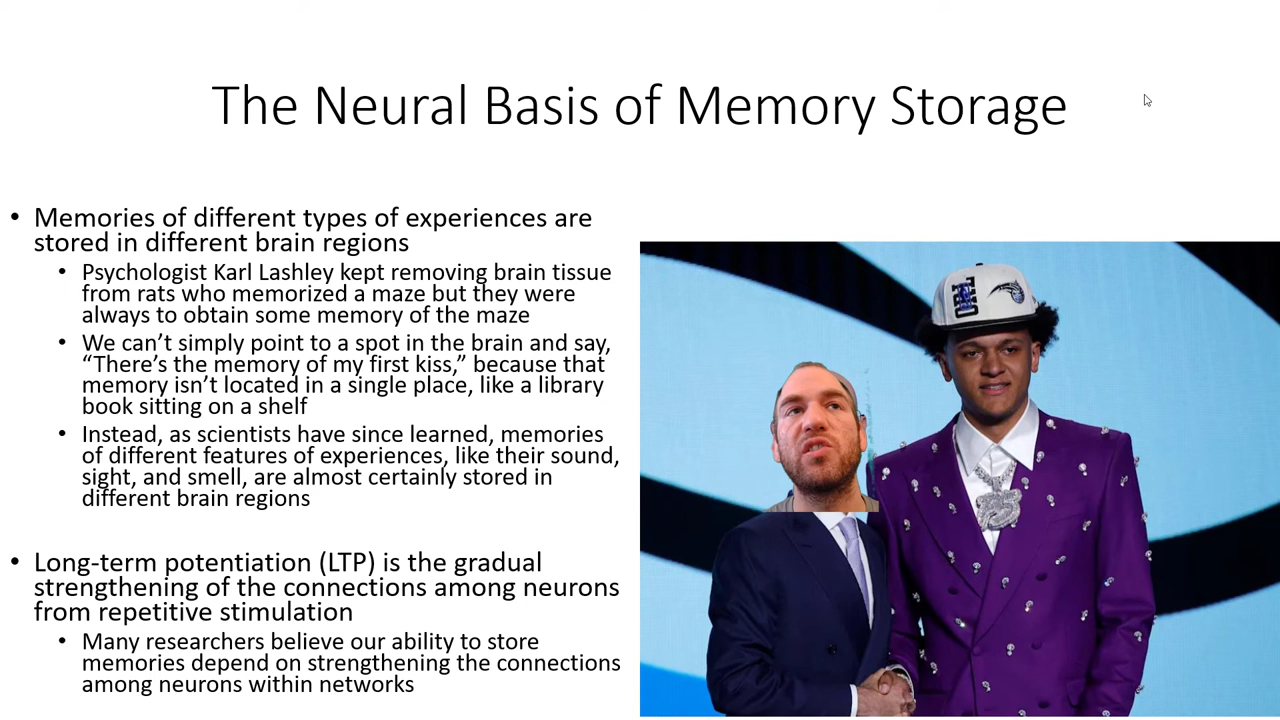 The Neural Basis of Memory Storage
• Memories of different types of experiences are
stored in different brain regions
• Psychologist Karl Lashley kept removing brain tissue
from rats who memorized a maze but they were
always to obtain some memory of the maze
• We can’t simply point to a spot in the brain and say,
“There’s the memory of my first kiss,” because that
memory isn’t located in a single place, like a library
book sitting on a shelf
• Instead, as scientists have since learned, memories
of different features of experiences, like their sound,
sight, and smell, are almost certainly stored in
different brain regions
• Long-term potentiation (LTP) is the gradual
strengthening of the connections among neurons
from repetitive stimulation
• Many researchers believe our ability to store
memories depend on strengthening the connections
among neurons within networks